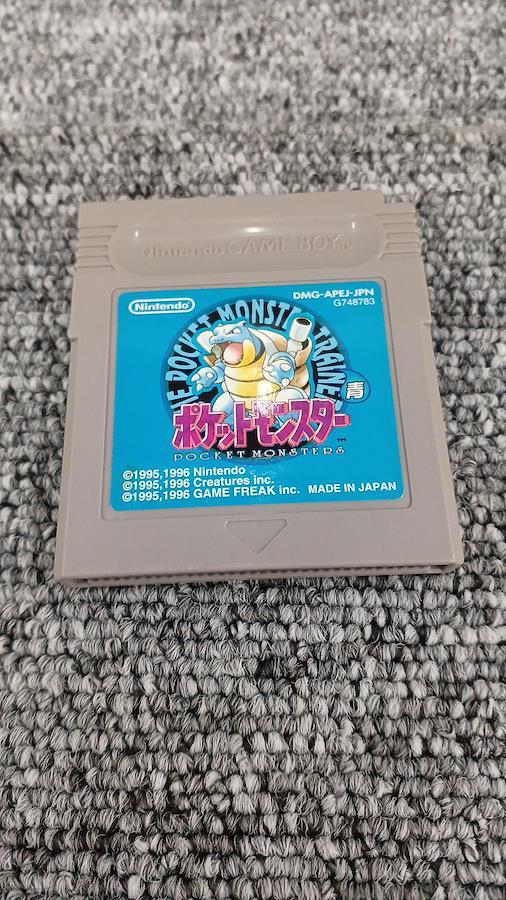 Nintendo GAME BOY TM
Nintendo
DMG-APEJ-JPN
G748783
THE POCKET MONSTER TRAINER
青
ポケットモンスター
TM
POCKET MONSTERS
©1995,1996 Nintendo
©1995,1996 Creatures inc.
©1995,1996 GAME FREAK inc. MADE IN JAPAN